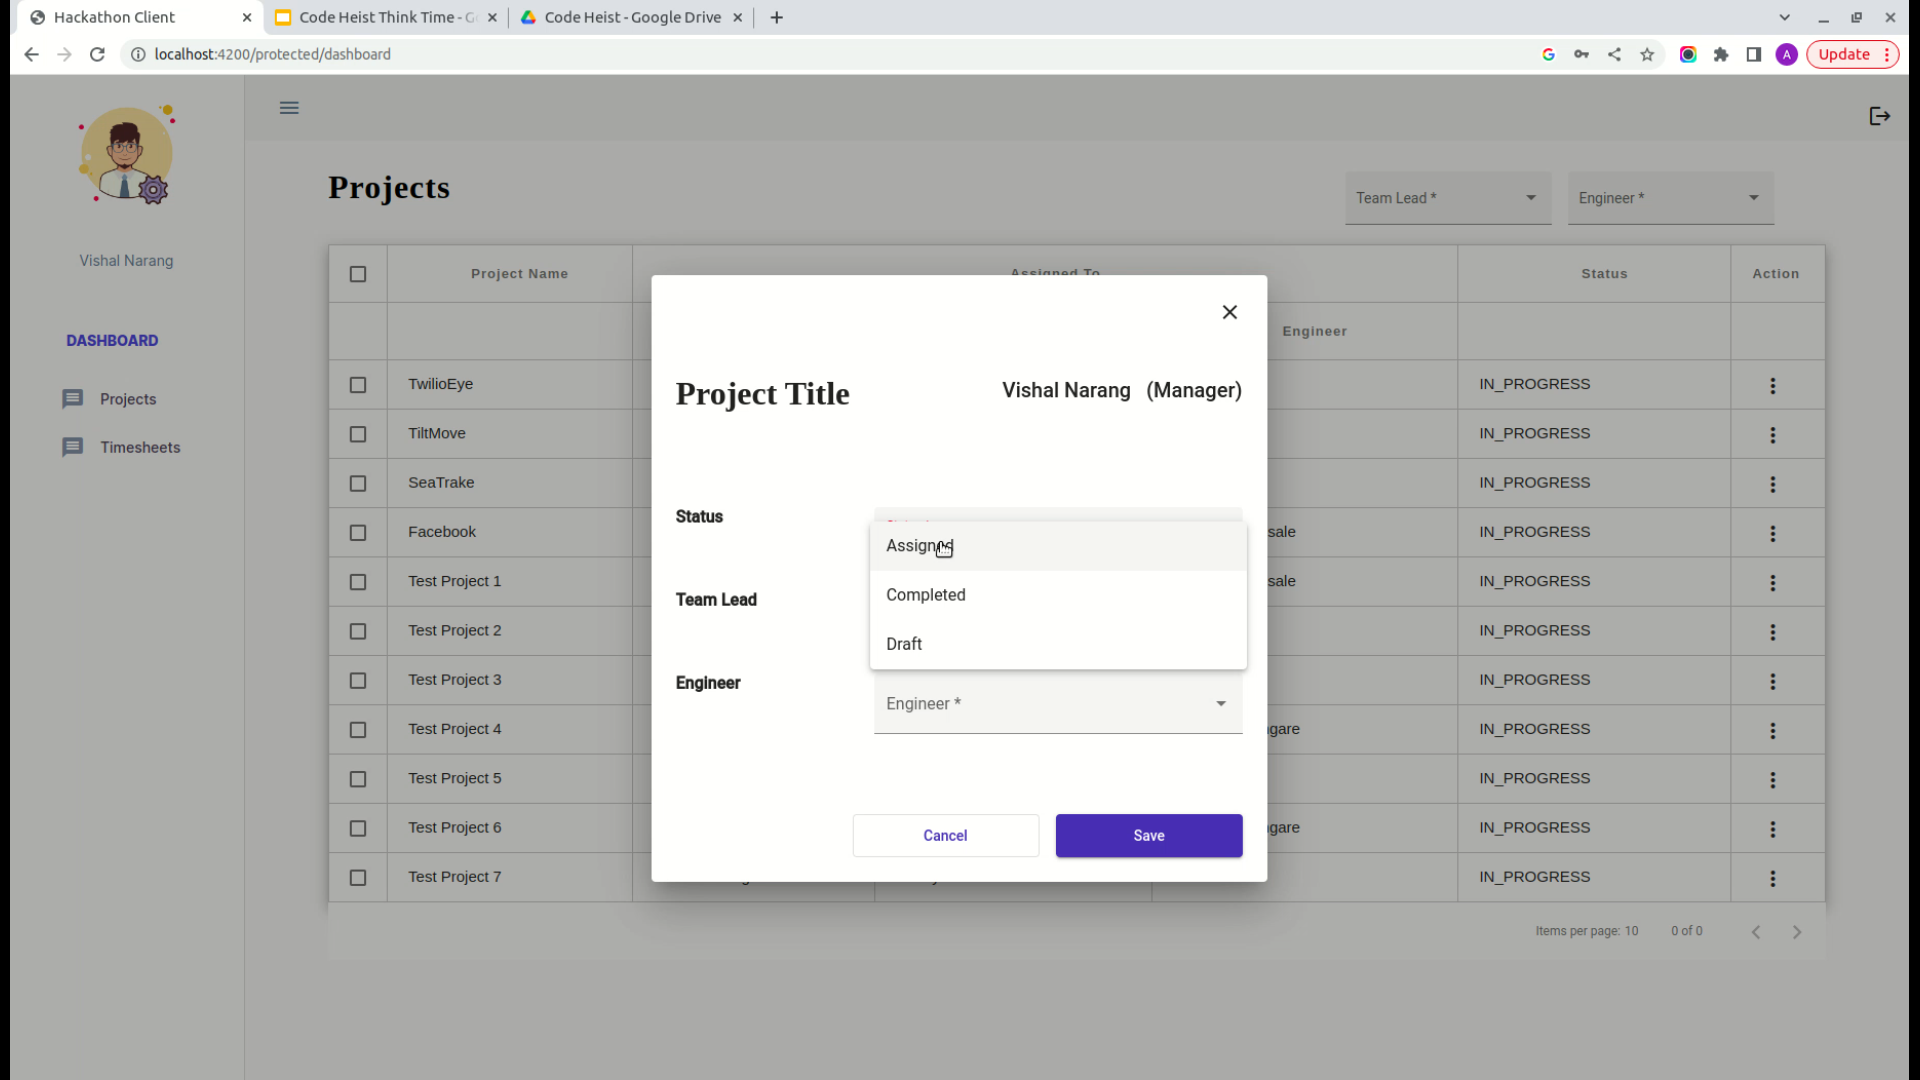 Hackathon Client
Code Heist Think Time - G
Code Heist - Google Drive
localhost:4200/protected/dashboard
A
Update
Vishal Narang
DASHBOARD
Projects
Timesheets
Projects
Team Lead *
Engineer *
Project Name
Assigned To
Status
Action
Engineer
TwilioEye
IN_PROGRESS
TiltMove
IN_PROGRESS
SeaTrake
IN_PROGRESS
Facebook
sale
IN_PROGRESS
Test Project 1
sale
IN_PROGRESS
Test Project 2
IN_PROGRESS
Test Project 3
IN_PROGRESS
Test Project 4
gare
IN_PROGRESS
Test Project 5
IN_PROGRESS
Test Project 6
gare
IN_PROGRESS
Test Project 7
IN_PROGRESS
Project Title
Vishal Narang (Manager)
Status
Assigned
Completed
Draft
Team Lead
Engineer
Engineer *
Cancel
Save
Items per page: 10
0 of 0